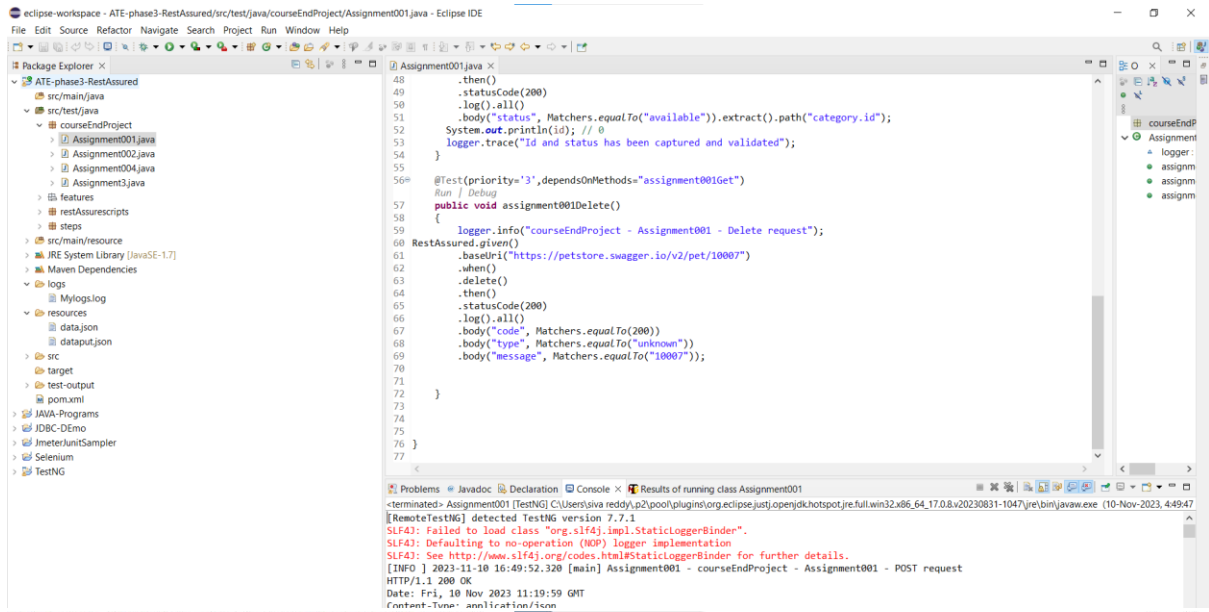 eclipse-workspace - ATE-phase3-RestAssured/src/test/java/courseEndProject/Assignment001.java - Eclipse IDE
File Edit Source Refactor Navigate Search Project Run Window Help
Package Explorer
ATE-phase3-RestAssured
src/main/java
src/test/java
courseEndProject
Assignment001.java
Assignment002.java
Assignment004.java
Assignment3.java
features
restAssurescripts
steps
src/main/resource
JRE System Library [JavaSE-1.7]
Maven Dependencies
logs
Mylogs.log
resources
data.json
dataput.json
src
target
test-output
pom.xml
JAVA-Programs
JDBC-DEmo
JmeterJunitSampler
Selenium
TestNG
Assignment001.java
48 .then()
49 .statusCode(200)
50 .log().all()
51 .body("status", Matchers.equalTo("available")).extract().path("category.id");
52 System.out.println(id); // 0
53 logger.trace("Id and status has been captured and validated");
54 }
55
56 @Test(priority='3',dependsOnMethods="assignment001Get")
Run | Debug
57 public void assignment001Delete()
58 {
59 logger.info("courseEndProject - Assignment001 - Delete request");
60 RestAssured.given()
61 .baseUri("https://petstore.swagger.io/v2/pet/10007")
62 .when()
63 .delete()
64 .then()
65 .statusCode(200)
66 .log().all()
67 .body("code", Matchers.equalTo(200))
68 .body("type", Matchers.equalTo("unknown"))
69 .body("message", Matchers.equalTo("10007"));
70
71
72 }
73
74
75
76 }
77
O
courseEndP
Assignment
logger :
assignm
assignm
assignm
Problems Javadoc Declaration Console Results of running class Assignment001
<terminated> Assignment001 [TestNG] C:\Users\siva reddy\.p2\pool\plugins\org.eclipse.justj.openjdk.hotspot.jre.full.win32.x86_64_17.0.8.v20230831-1047\jre\bin\javaw.exe (10-Nov-2023, 4:49:47
[RemoteTestNG] detected TestNG version 7.7.1
SLF4J: Failed to load class "org.slf4j.impl.StaticLoggerBinder".
SLF4J: Defaulting to no-operation (NOP) logger implementation
SLF4J: See http://www.slf4j.org/codes.html#StaticLoggerBinder for further details.
[INFO ] 2023-11-10 16:49:52.320 [main] Assignment001 - courseEndProject - Assignment001 - POST request
HTTP/1.1 200 OK
Date: Fri, 10 Nov 2023 11:19:59 GMT
Content-Type: application/json